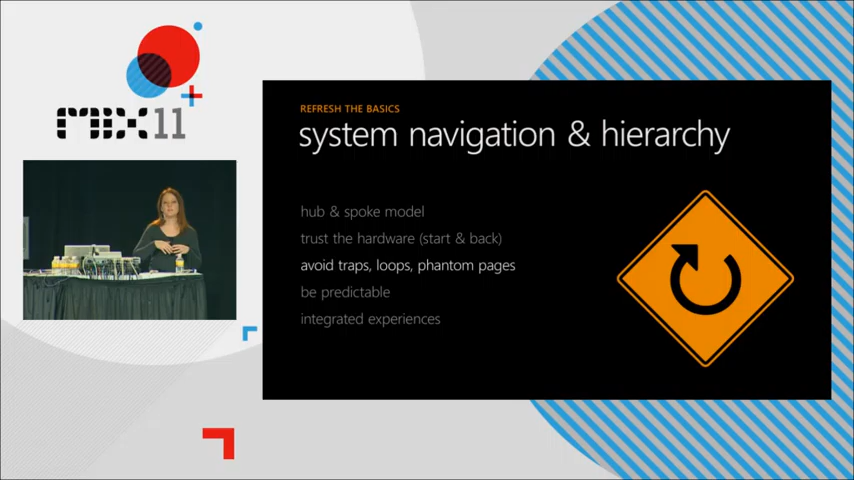 MIX11
REFRESH THE BASICS
system navigation & hierarchy
hub & spoke model
trust the hardware (start & back)
avoid traps, loops, phantom pages
be predictable
integrated experiences